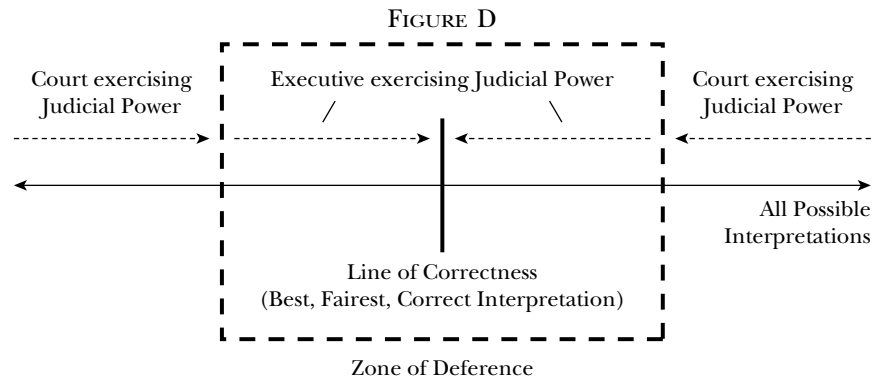 FIGURE D
Court exercising
Judicial Power
Executive exercising Judicial Power
Court exercising
Judicial Power
All Possible
Interpretations
Line of Correctness
(Best, Fairest, Correct Interpretation)
Zone of Deference